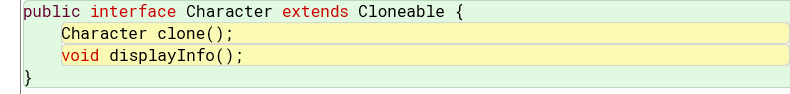 public interface Character extends Cloneable {
    Character clone();
    void displayInfo();
}